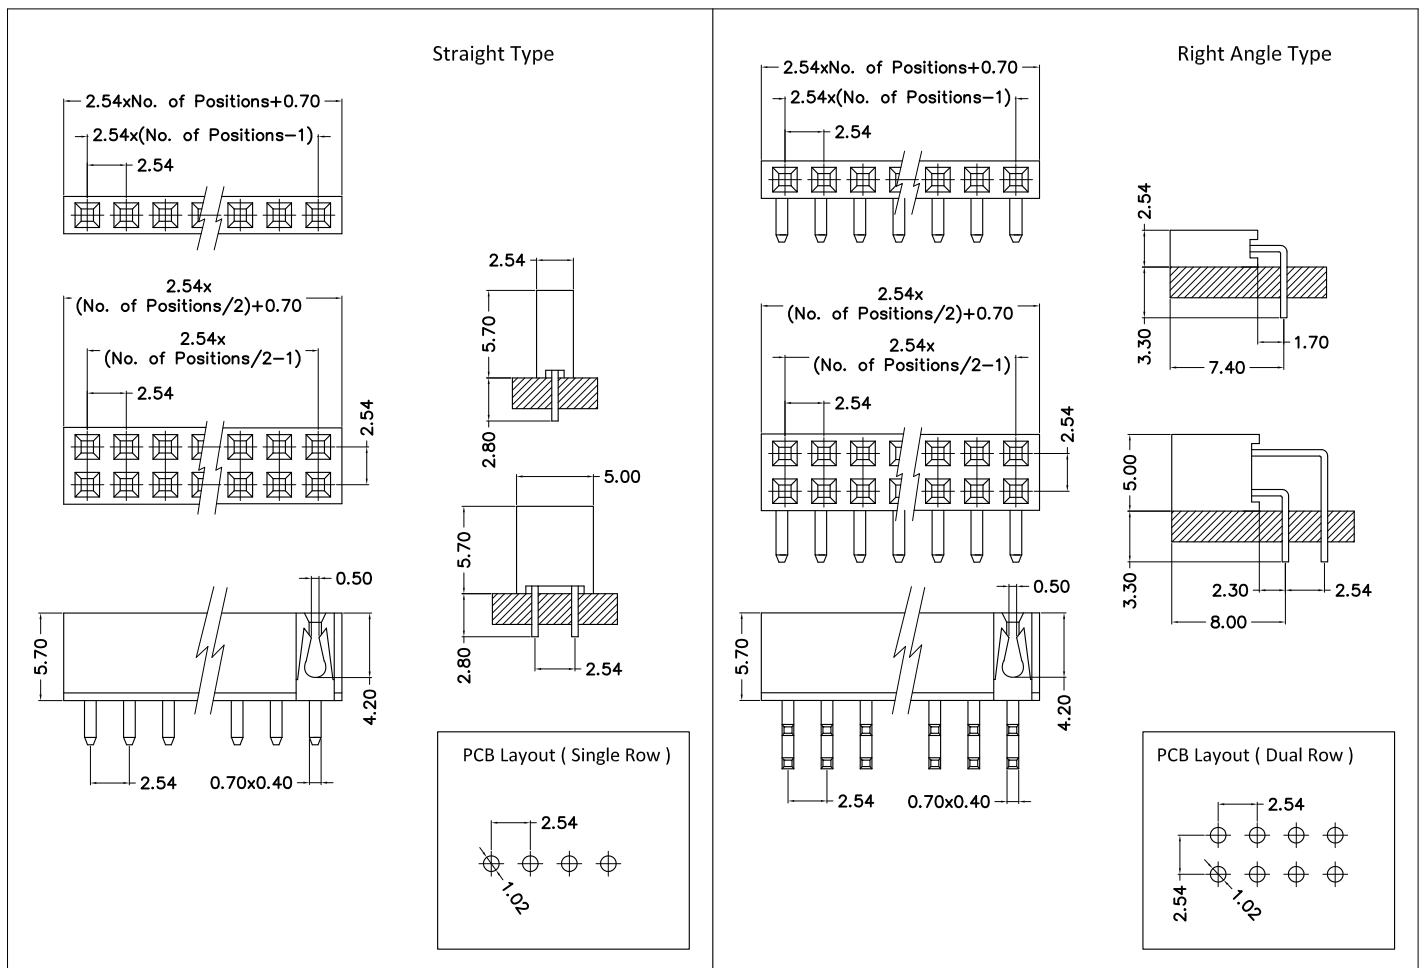 Straight Type
2.54xNo. of Positions+0.70
2.54x(No. of Positions-1)
2.54
2.54x
(No. of Positions/2)+0.70
2.54x
(No. of Positions/2-1)
2.54
2.54
0.50
5.70
4.20
2.54
0.70x0.40
2.54
5.70
2.80
5.00
5.70
2.80
2.54
PCB Layout ( Single Row )
2.54
1.02
Right Angle Type
2.54xNo. of Positions+0.70
2.54x(No. of Positions-1)
2.54
2.54x
(No. of Positions/2)+0.70
2.54x
(No. of Positions/2-1)
2.54
2.54
0.50
5.70
4.20
2.54
0.70x0.40
2.54
3.30
1.70
7.40
5.00
3.30
2.30
2.54
8.00
PCB Layout ( Dual Row )
2.54
2.54
1.02